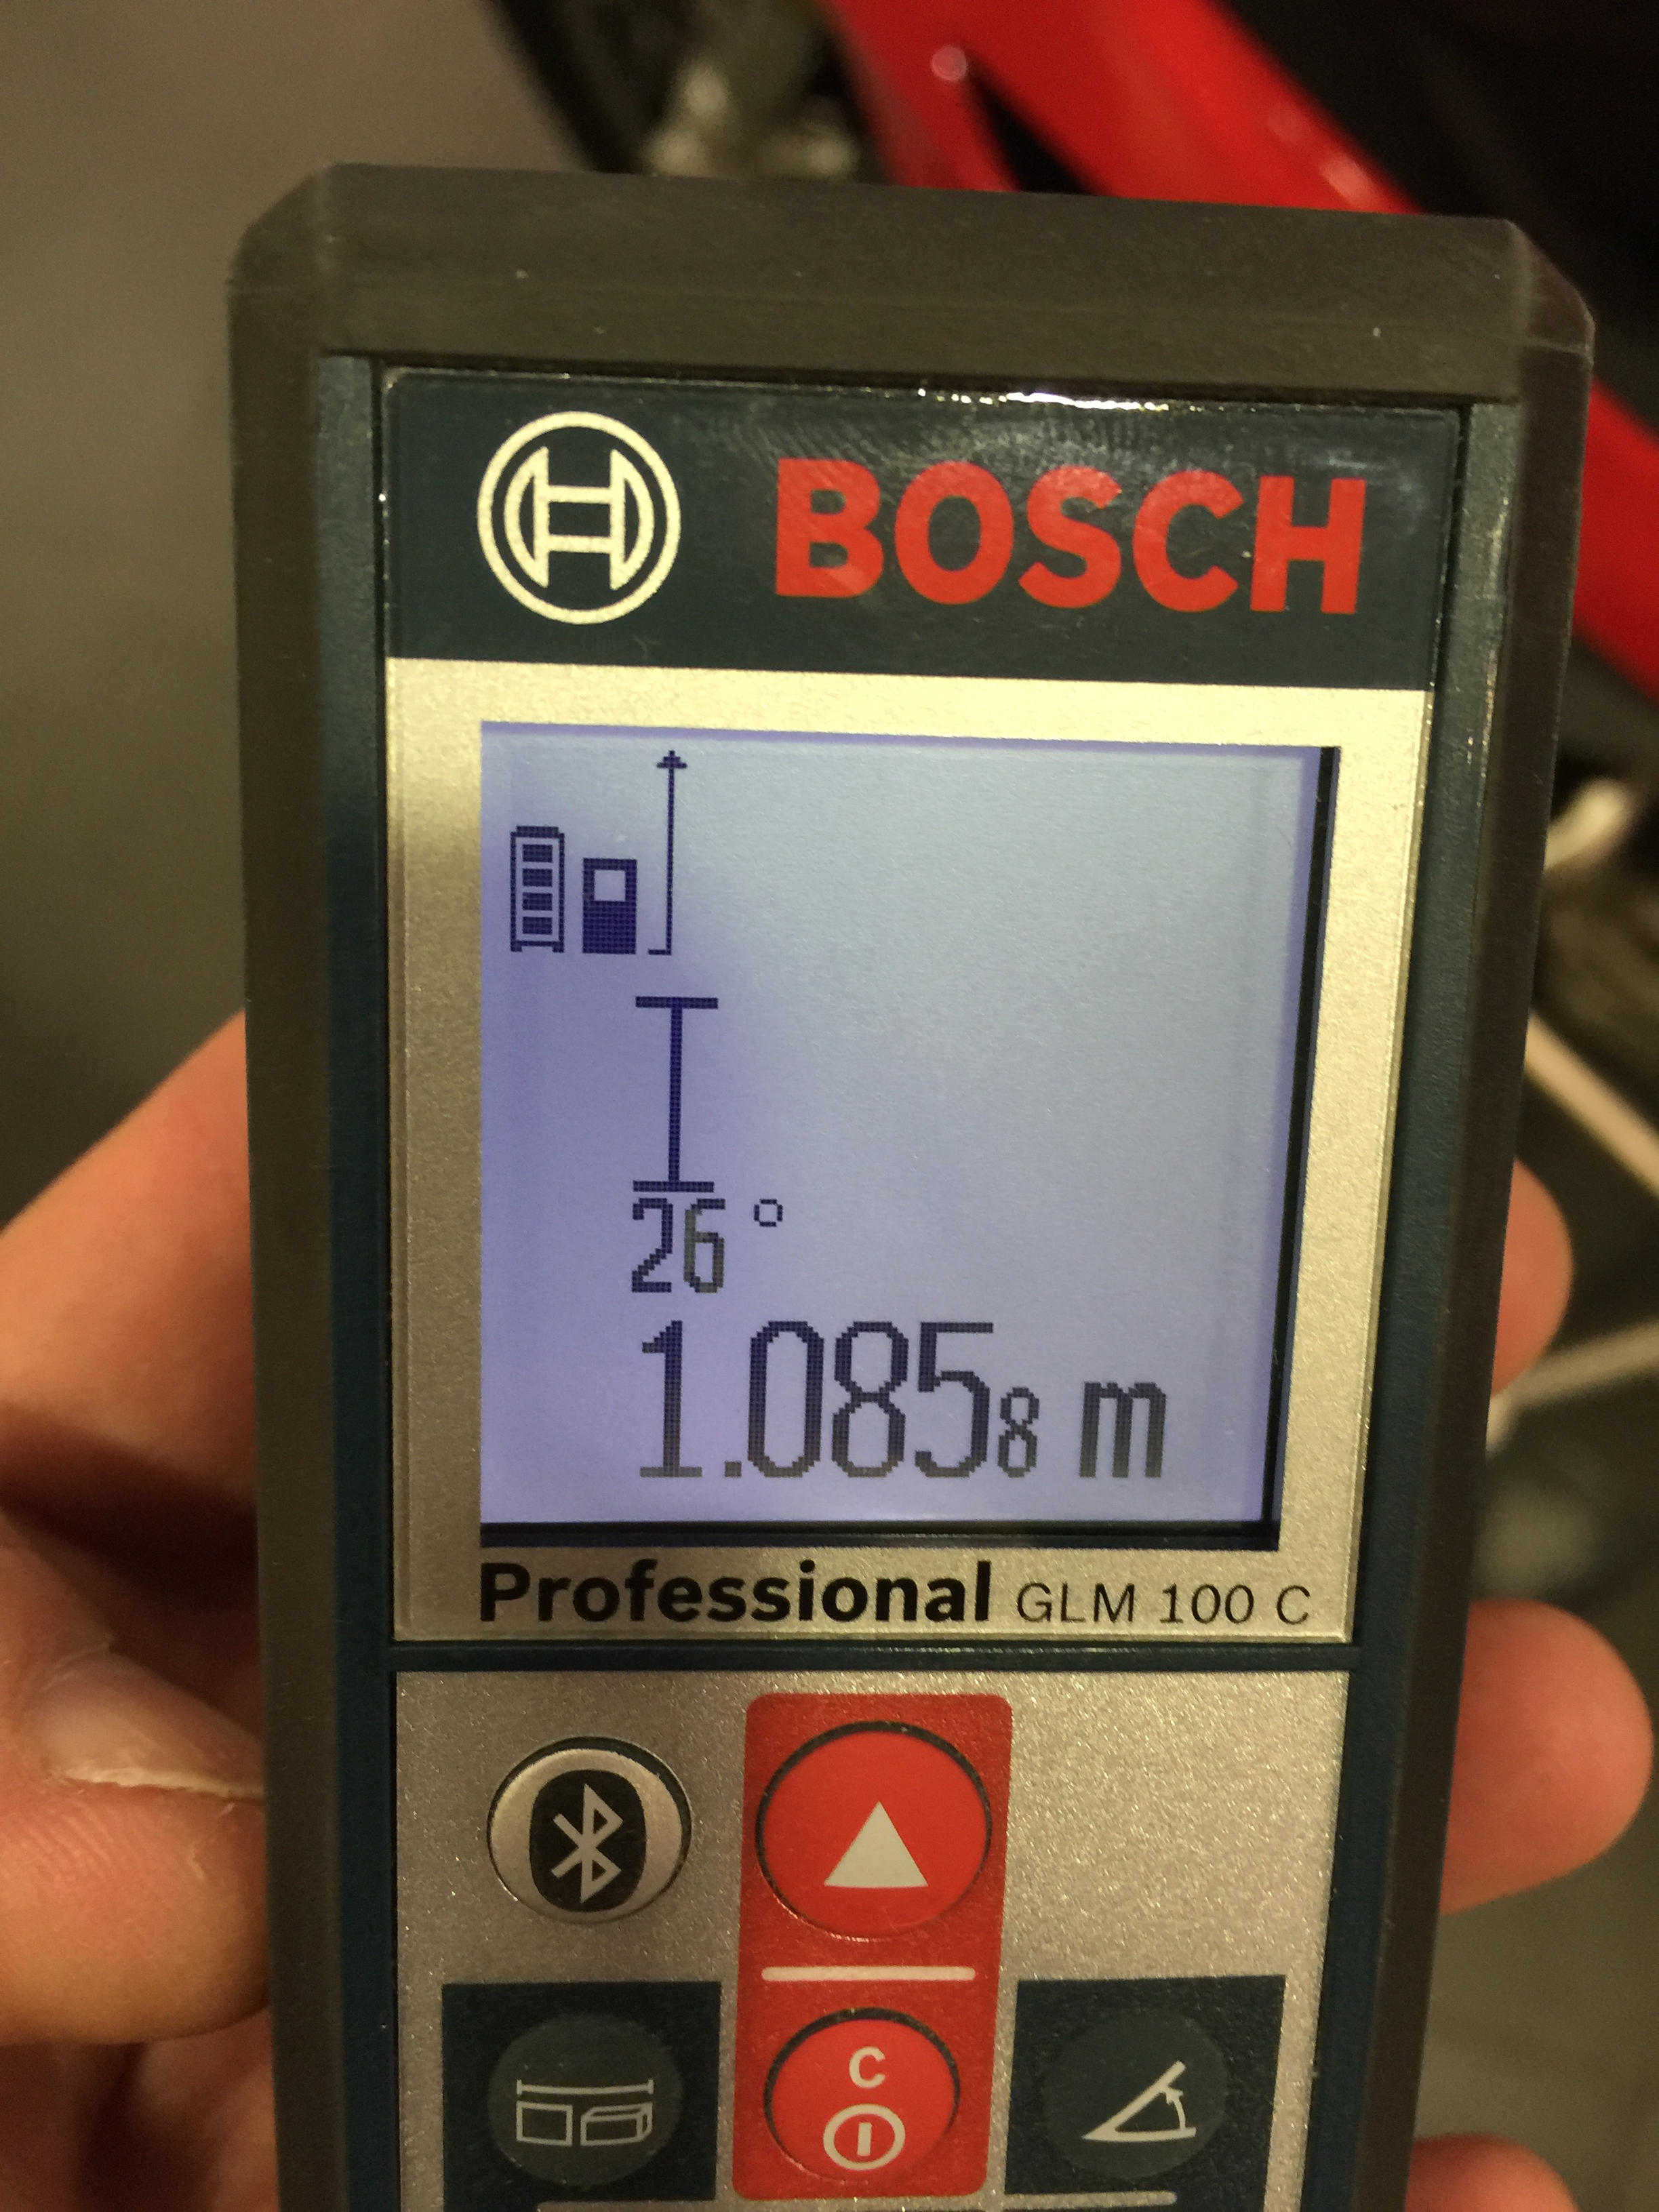 BOSCH
26°
1.0858 m
Professional GLM 100 C
C